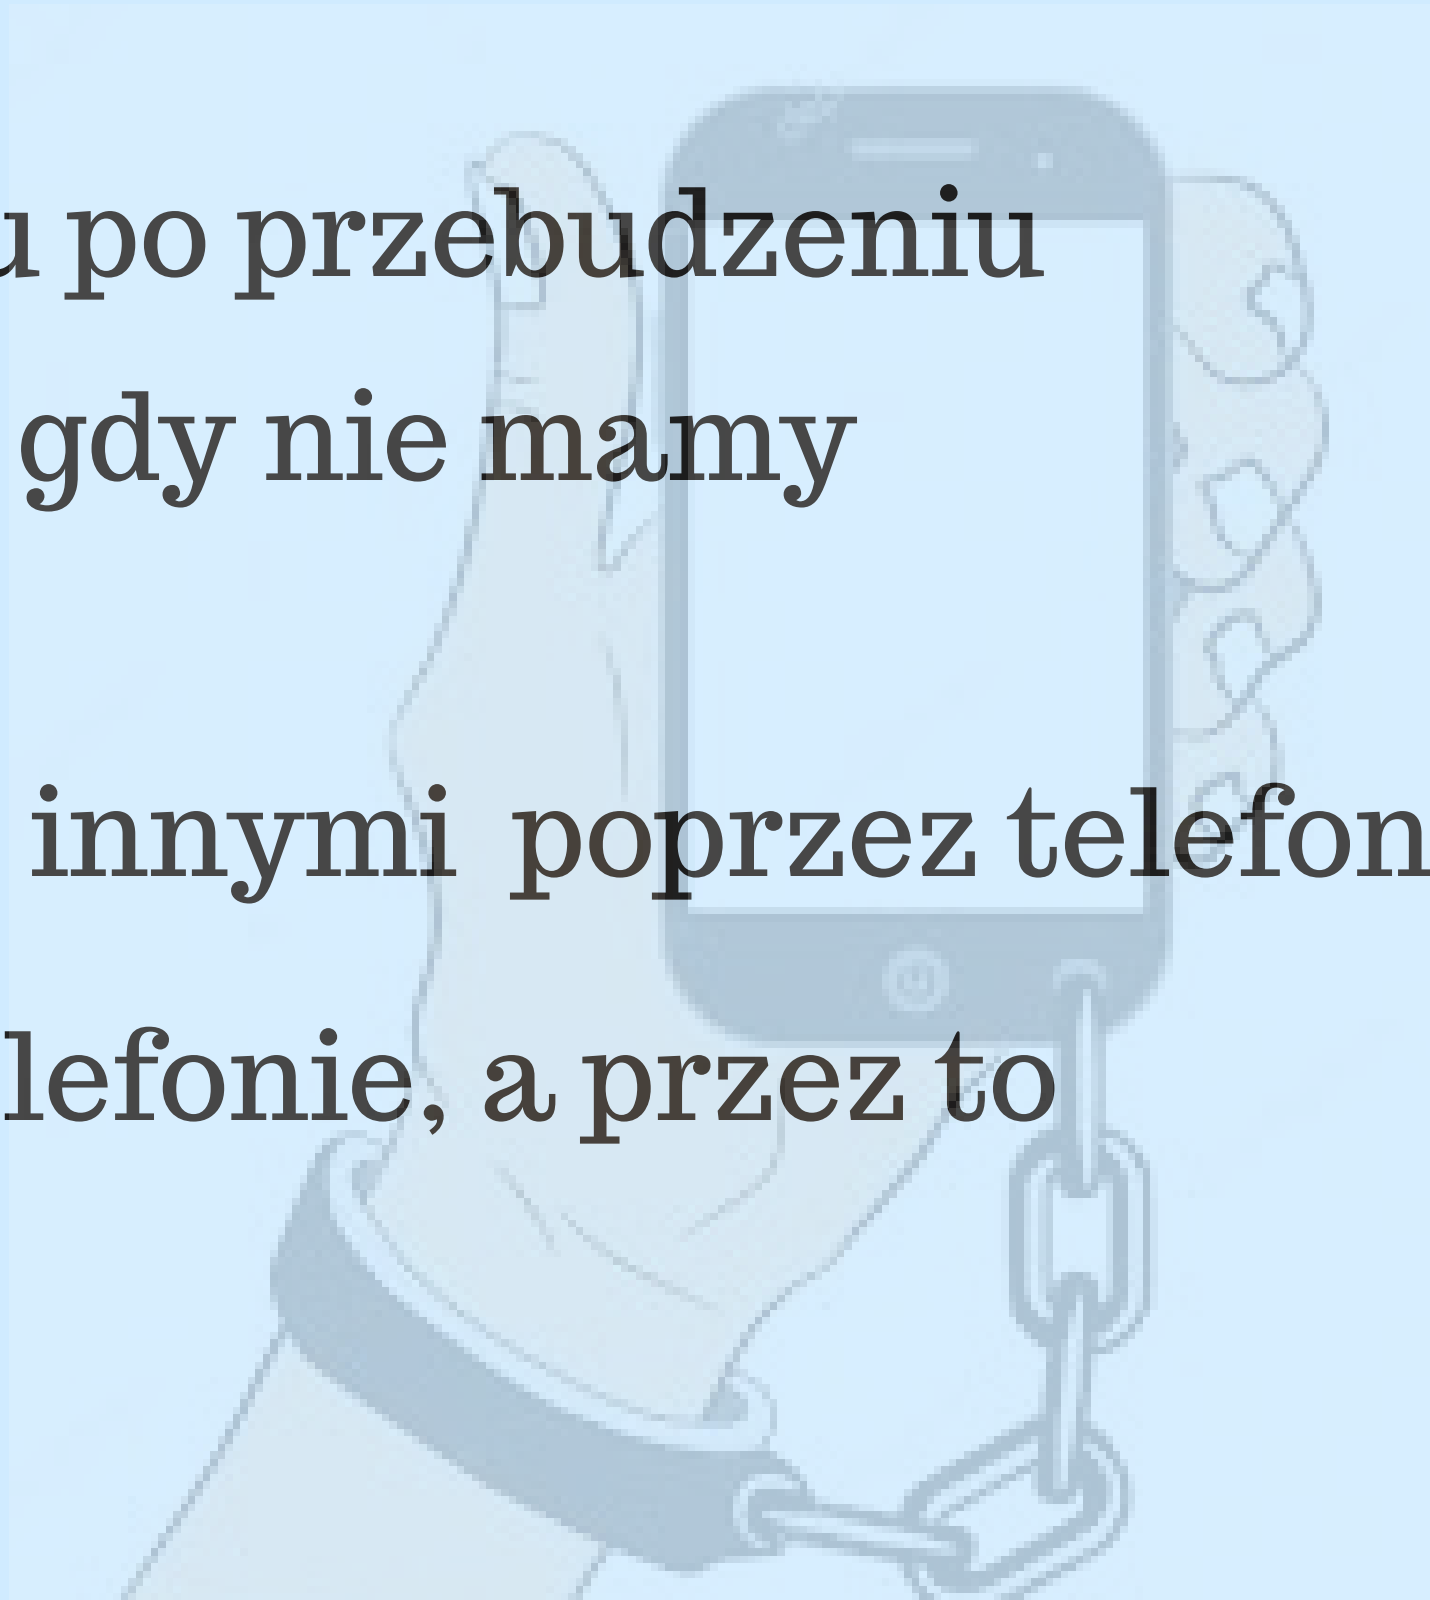 u po przebudzeniu
gdy nie mamy
innymi poprzez telefon
lefonie, a przez to